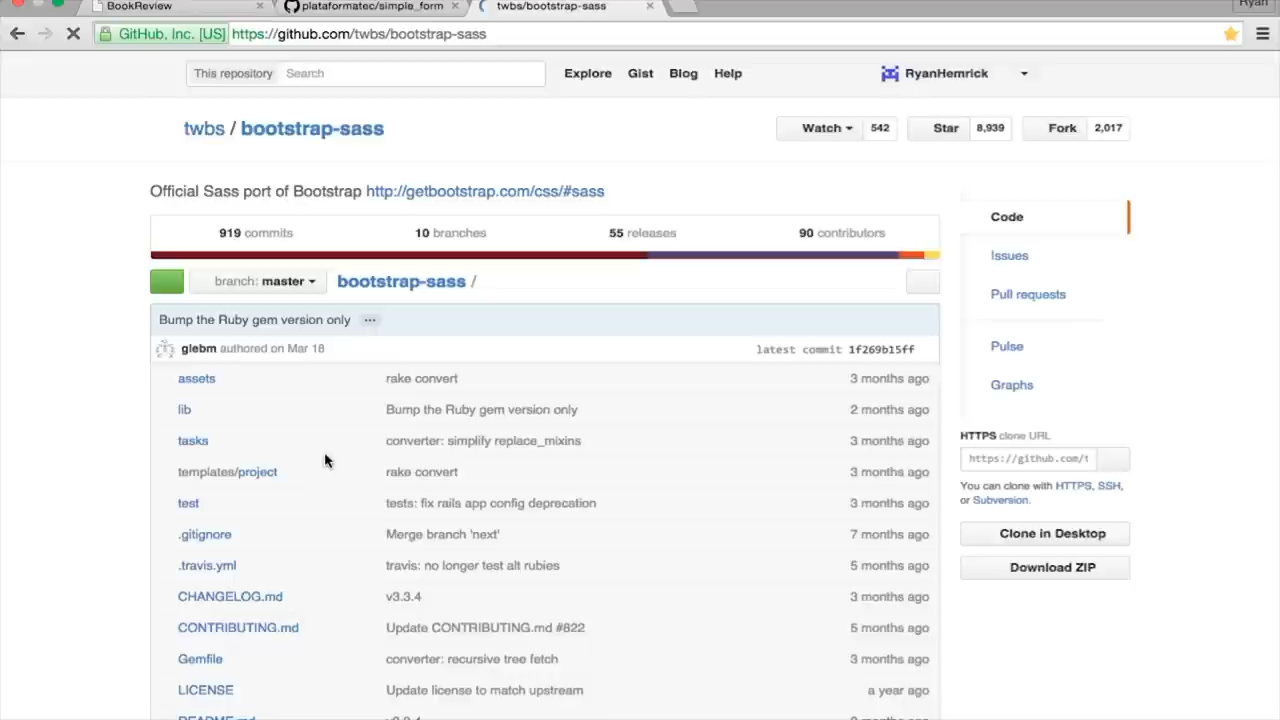 BookReview
plataformatec/simple_form
twbs/bootstrap-sass
Ryan
GitHub, Inc. [US] https://github.com/twbs/bootstrap-sass
This repository Search Explore Gist Blog Help RyanHemrick
twbs / bootstrap-sass
Watch 542 Star 8,939 Fork 2,017
Official Sass port of Bootstrap http://getbootstrap.com/css/#sass
919 commits 10 branches 55 releases 90 contributors
branch: master bootstrap-sass /
Bump the Ruby gem version only ...
glebm authored on Mar 18 latest commit 1f269b15ff
assets rake convert 3 months ago
lib Bump the Ruby gem version only 2 months ago
tasks converter: simplify replace_mixins 3 months ago
templates/project rake convert 3 months ago
test tests: fix rails app config deprecation 3 months ago
.gitignore Merge branch 'next' 7 months ago
.travis.yml travis: no longer test alt rubies 5 months ago
CHANGELOG.md v3.3.4 3 months ago
CONTRIBUTING.md Update CONTRIBUTING.md #822 5 months ago
Gemfile converter: recursive tree fetch 3 months ago
LICENSE Update license to match upstream a year ago
README.md v3.3.4 3 months ago
Code
Issues
Pull requests
Pulse
Graphs
HTTPS clone URL
https://github.com/t
You can clone with HTTPS, SSH,
or Subversion.
Clone in Desktop
Download ZIP